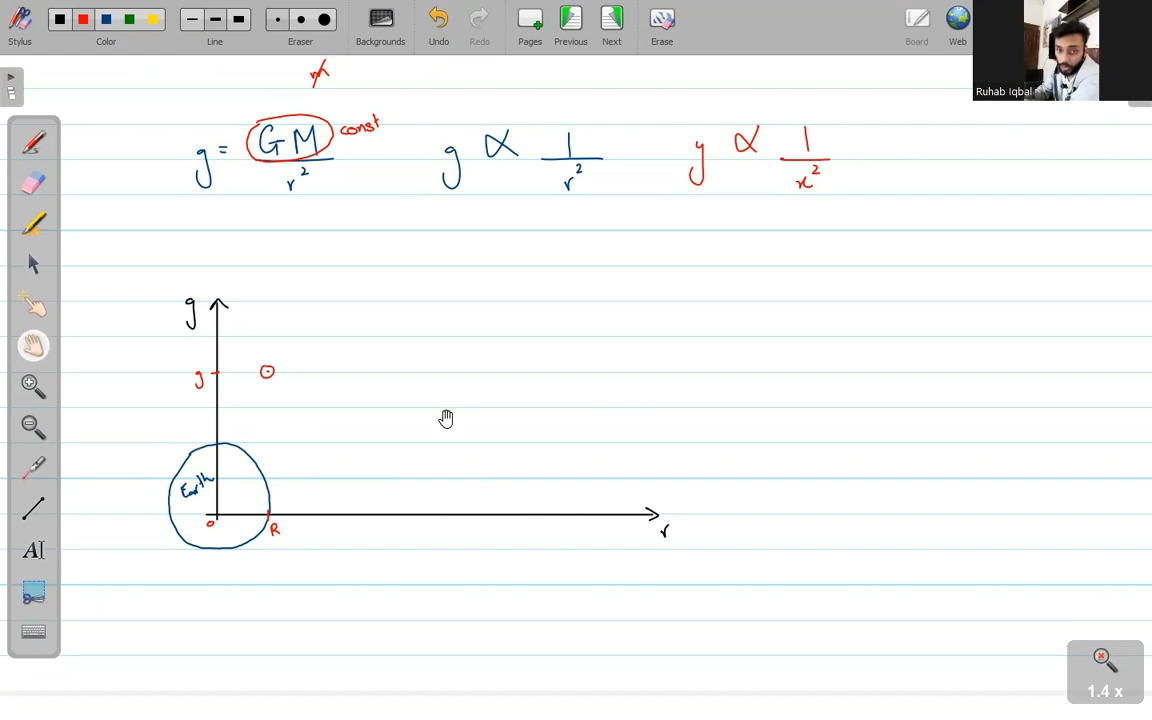 Stylus Color Line Eraser Backgrounds Undo Redo Pages Previous Next Erase Board Web
Ruhab Iqbal
g = GM / r² const
g ∝ 1 / r²
y ∝ 1 / x²
g
g
Earth
o
R
r
1.4 x